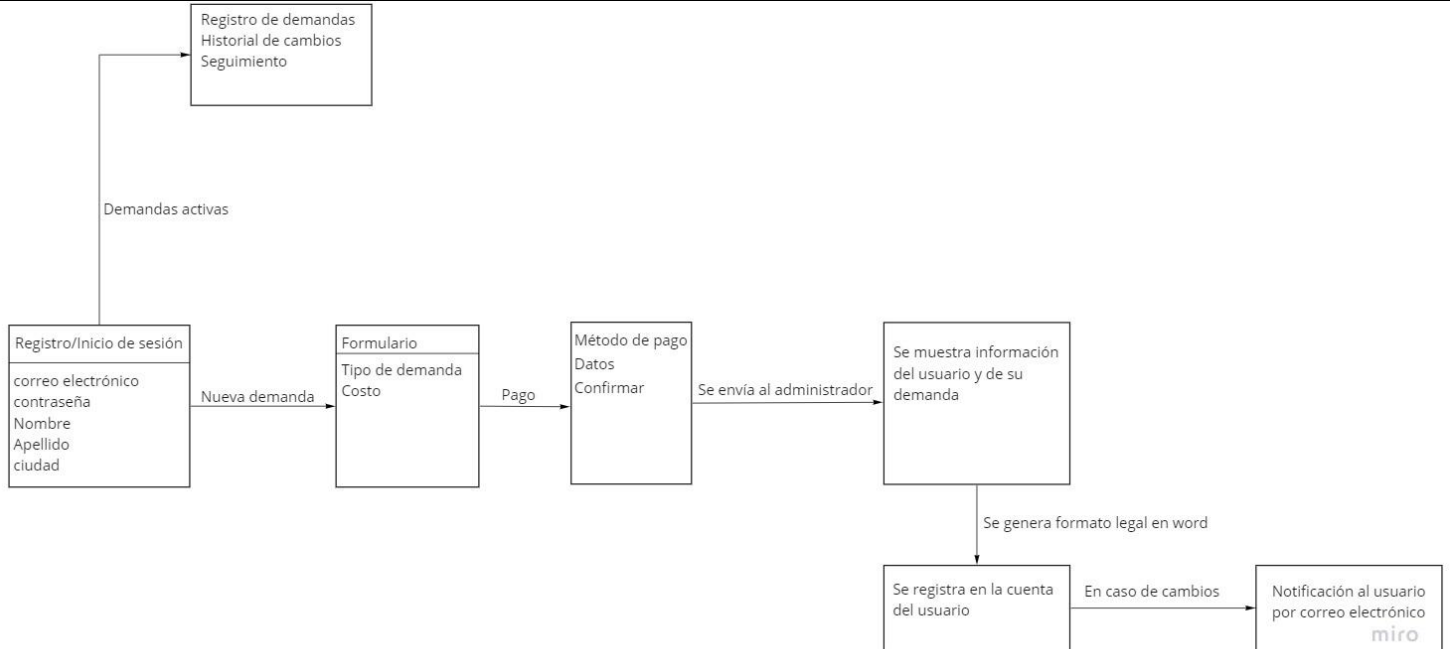 Registro de demandas
Historial de cambios
Seguimiento
Demandas activas
Registro/Inicio de sesión
correo electrónico
contraseña
Nombre
Apellido
ciudad
Nueva demanda
Formulario
Tipo de demanda
Costo
Pago
Método de pago
Datos
Confirmar
Se envía al administrador
Se muestra información
del usuario y de su
demanda
Se genera formato legal en word
Se registra en la cuenta
del usuario
En caso de cambios
Notificación al usuario
por correo electrónico
miro